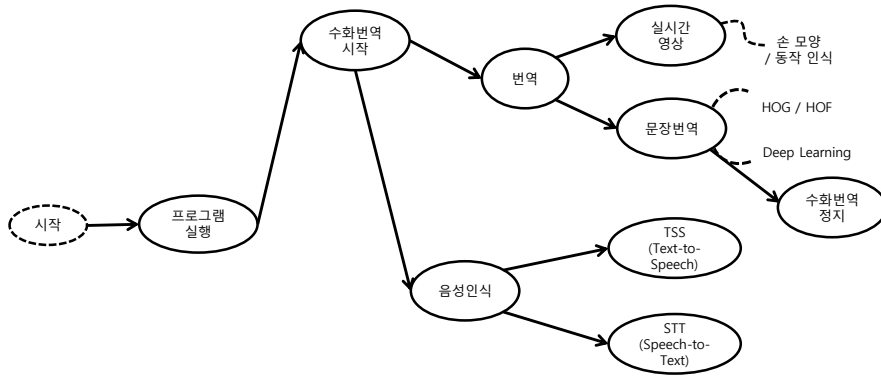 수화번역
시작
실시간
영상
손 모양
/ 동작 인식
번역
HOG / HOF
문장번역
Deep Learning
수화번역
정지
시작
프로그램
실행
TSS
(Text-to-
Speech)
음성인식
STT
(Speech-to-
Text)